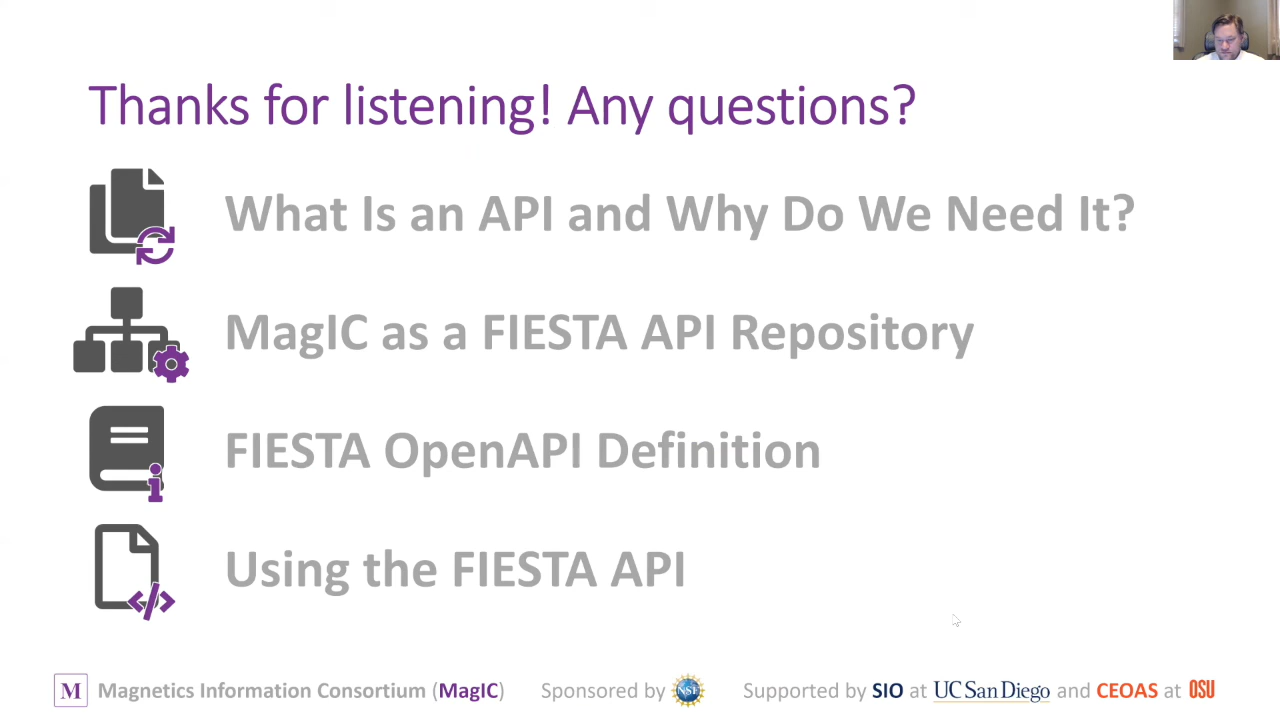 Thanks for listening! Any questions?
What Is an API and Why Do We Need It?
MagIC as a FIESTA API Repository
FIESTA OpenAPI Definition
Using the FIESTA API
M Magnetics Information Consortium (MagIC) Sponsored by NSF Supported by SIO at UC San Diego and CEOAS at OSU